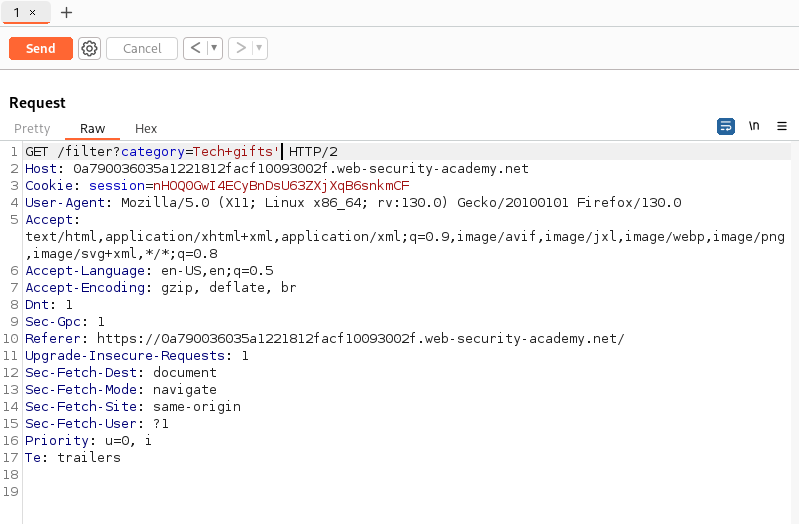 1 × +
Send Cancel < ▼ > ▼
Request
Pretty Raw Hex \n ≡
1 GET /filter?category=Tech+gifts' HTTP/2
2 Host: 0a790036035a1221812facf10093002f.web-security-academy.net
3 Cookie: session=nHOQ0GwI4ECyBnDsU63ZXjXqB6snkmCF
4 User-Agent: Mozilla/5.0 (X11; Linux x86_64; rv:130.0) Gecko/20100101 Firefox/130.0
5 Accept:
text/html,application/xhtml+xml,application/xml;q=0.9,image/avif,image/jxl,image/webp,image/png
,image/svg+xml,*/*;q=0.8
6 Accept-Language: en-US,en;q=0.5
7 Accept-Encoding: gzip, deflate, br
8 Dnt: 1
9 Sec-Gpc: 1
10 Referer: https://0a790036035a1221812facf10093002f.web-security-academy.net/
11 Upgrade-Insecure-Requests: 1
12 Sec-Fetch-Dest: document
13 Sec-Fetch-Mode: navigate
14 Sec-Fetch-Site: same-origin
15 Sec-Fetch-User: ?1
16 Priority: u=0, i
17 Te: trailers
18
19